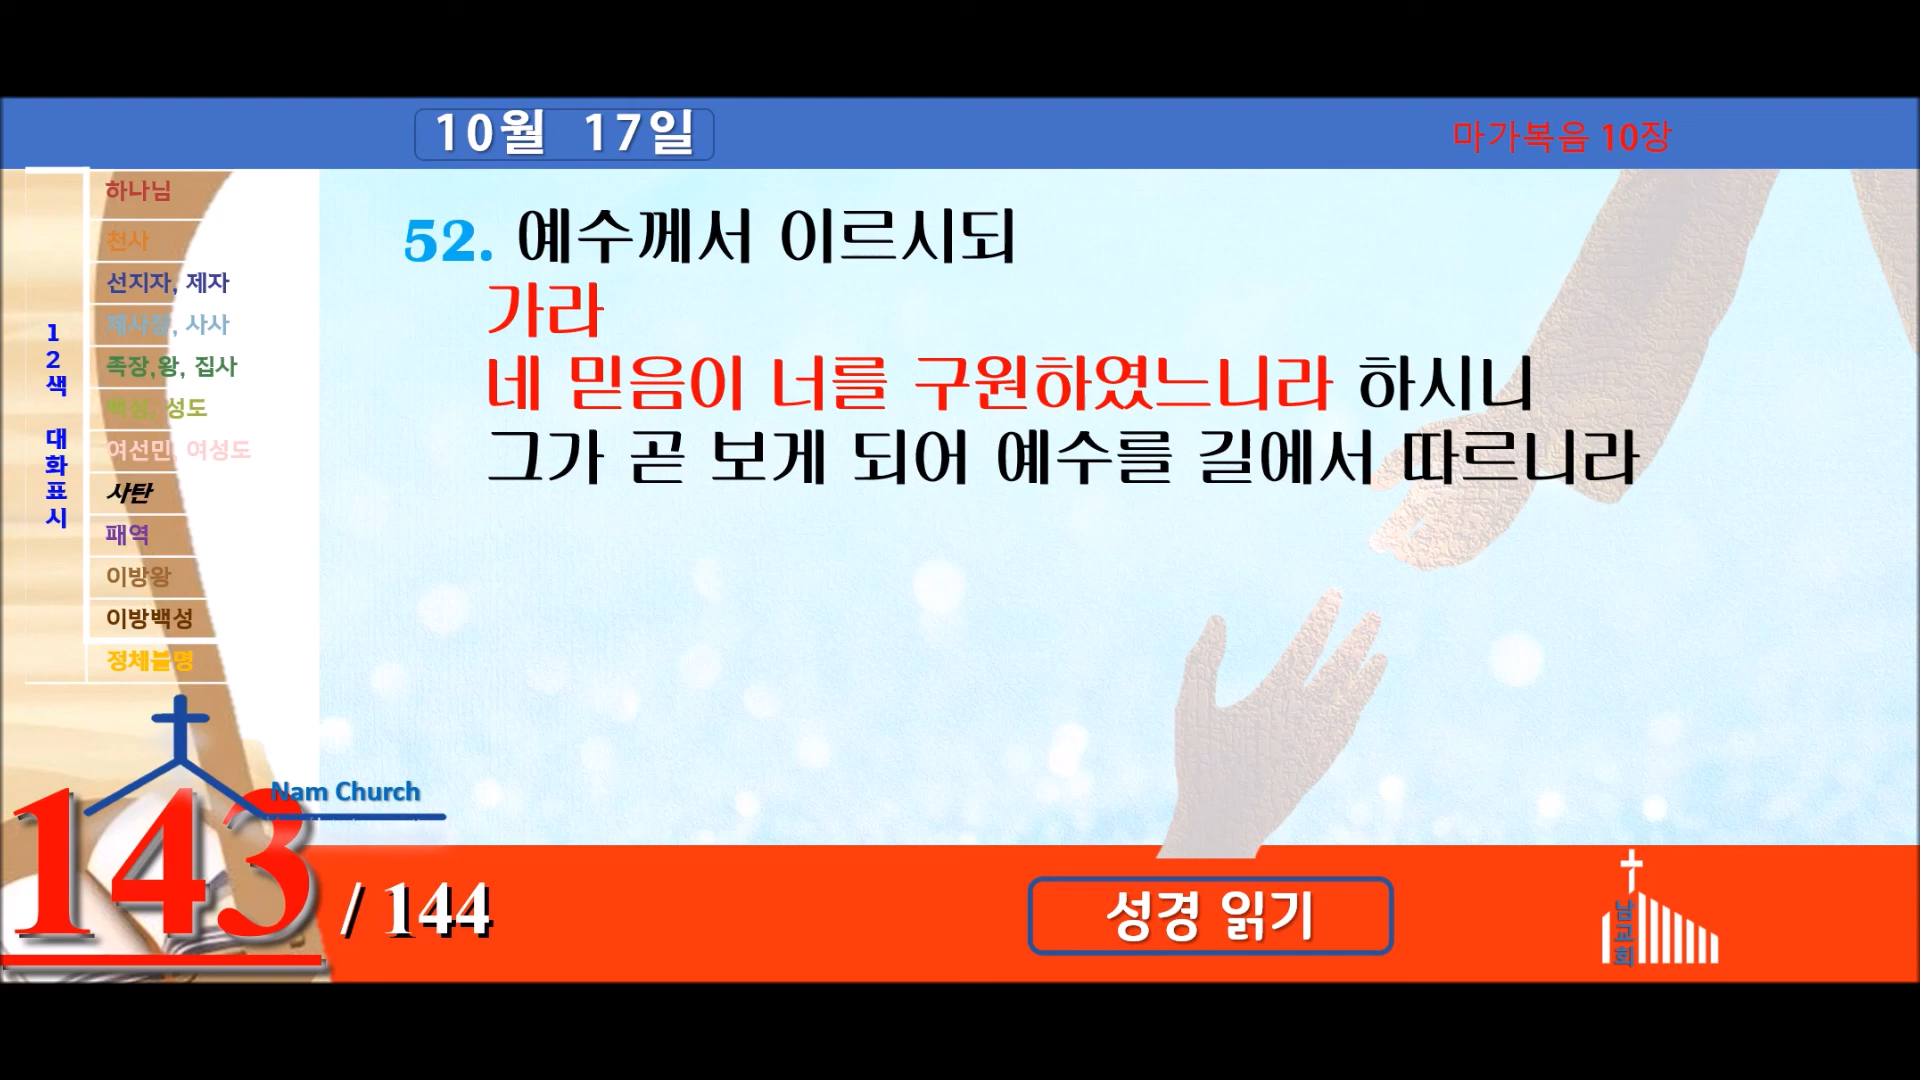 10월 17일
마가복음 10장
12색 대화표시
하나님
천사
선지자, 제자
제사장, 사사
족장,왕, 집사
백성, 성도
여선민, 여성도
사탄
패역
이방왕
이방백성
정체불명
52. 예수께서 이르시되
가라
네 믿음이 너를 구원하였느니라 하시니
그가 곧 보게 되어 예수를 길에서 따르니라
Nam Church
143 / 144
성경 읽기
남교회